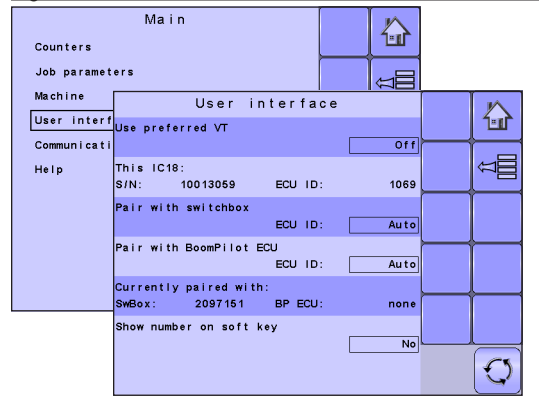 Main
Counters
Job parameters
Machine
User interf
Communicati
Help
User interface
Use preferred VT
Off
This IC18:
S/N: 10013059 ECU ID: 1069
Pair with switchbox
ECU ID: Auto
Pair with BoomPilot ECU
ECU ID: Auto
Currently paired with:
SwBox: 2097151 BP ECU: none
Show number on soft key
No